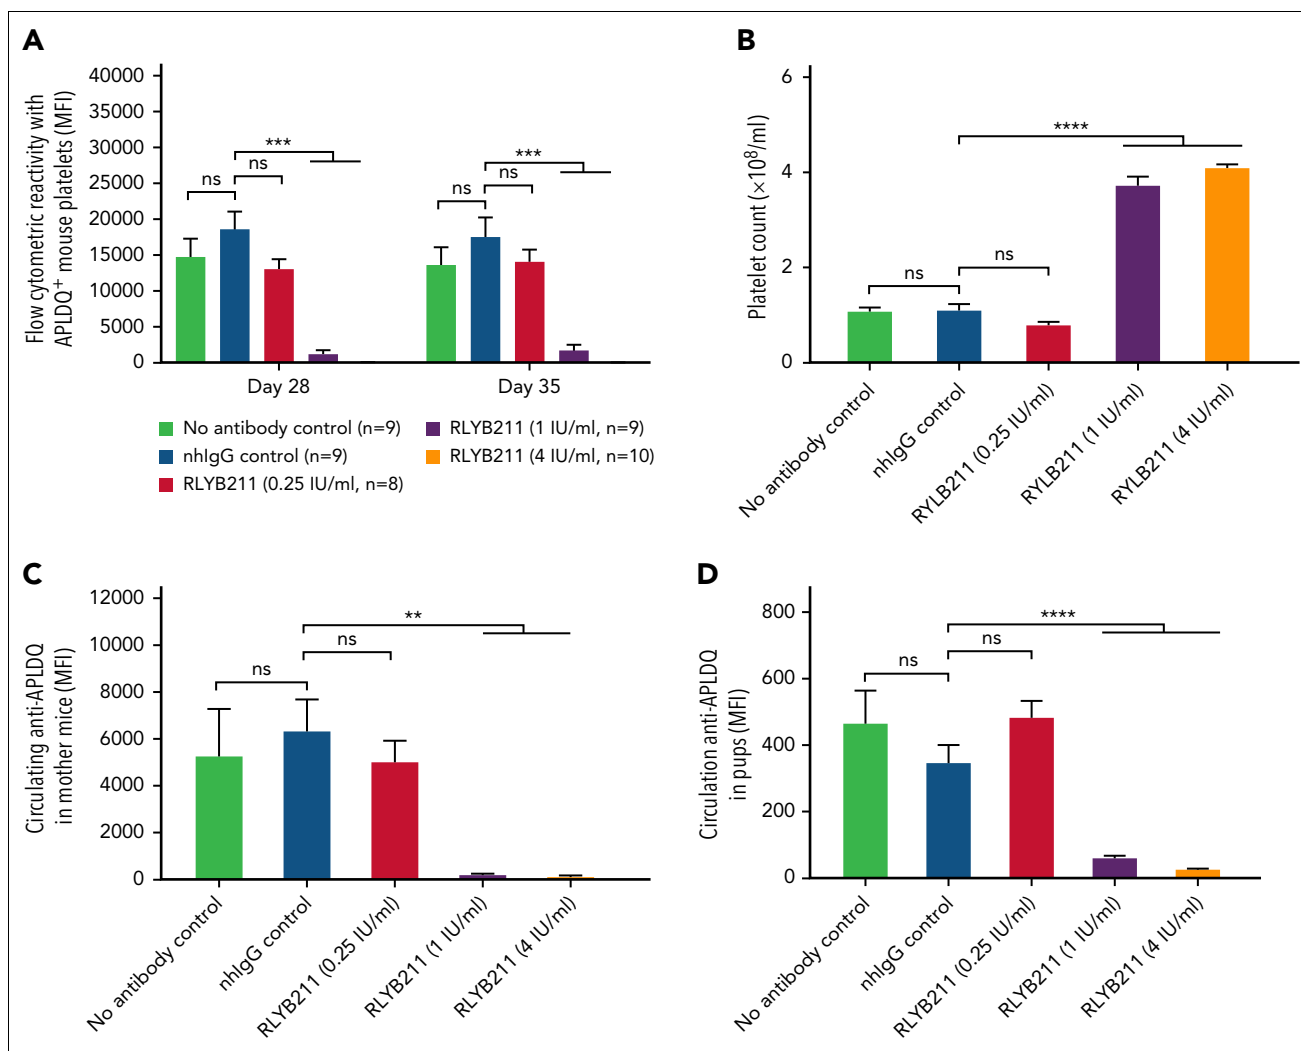 A
Flow cytometric reactivity with
APLDQ+ mouse platelets (MFI)
40000
35000
30000
25000
20000
15000
10000
5000
0
ns
ns
***
ns
ns
***
Day 28
Day 35
No antibody control (n=9)
nhIgG control (n=9)
RLYB211 (0.25 IU/ml, n=8)
RLYB211 (1 IU/ml, n=9)
RLYB211 (4 IU/ml, n=10)
B
Platelet count (×10⁸/ml)
6
4
2
0
ns
ns
****
No antibody control
nhIgG control
RYLB211 (0.25 IU/ml)
RYLB211 (1 IU/ml)
RYLB211 (4 IU/ml)
C
Circulating anti-APLDQ
in mother mice (MFI)
12000
10000
8000
6000
4000
2000
0
ns
ns
**
No antibody control
nhIgG control
RLYB211 (0.25 IU/ml)
RLYB211 (1 IU/ml)
RLYB211 (4 IU/ml)
D
Circulation anti-APLDQ
in pups (MFI)
800
600
400
200
0
ns
ns
****
No antibody control
nhIgG control
RLYB211 (0.25 IU/ml)
RLYB211 (1 IU/ml)
RLYB211 (4 IU/ml)